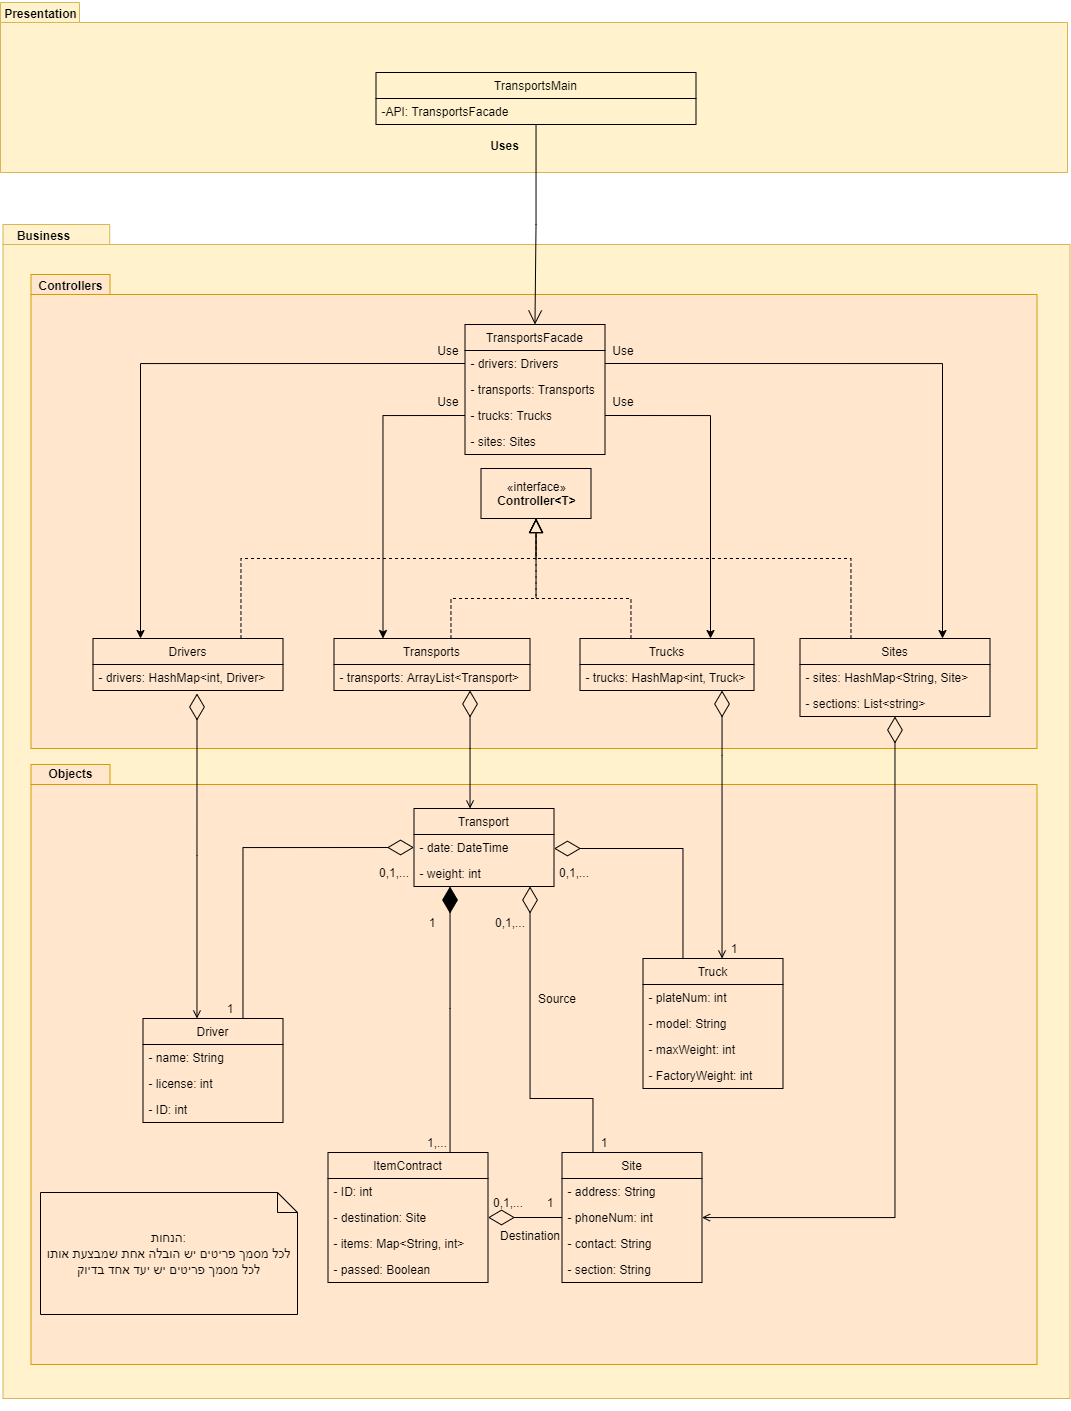 Presentation
TransportsMain
-API: TransportsFacade
Uses
Business
Controllers
TransportsFacade
- drivers: Drivers
- transports: Transports
- trucks: Trucks
- sites: Sites
Use
Use
Use
Use
«interface»
Controller<T>
Drivers
- drivers: HashMap<int, Driver>
Transports
- transports: ArrayList<Transport>
Trucks
- trucks: HashMap<int, Truck>
Sites
- sites: HashMap<String, Site>
- sections: List<string>
Objects
Transport
- date: DateTime
- weight: int
0,1,...
0,1,...
1
0,1,...
Source
1
1
Truck
- plateNum: int
- model: String
- maxWeight: int
- FactoryWeight: int
Driver
- name: String
- license: int
- ID: int
1,...
1
ItemContract
- ID: int
- destination: Site
- items: Map<String, int>
- passed: Boolean
0,1,...
1
Destination
Site
- address: String
- phoneNum: int
- contact: String
- section: String
הנחות:
לכל מסמך פריטים יש הובלה אחת שמבצעת אותו
לכל מסמך פריטים יש יעד אחד בדיוק